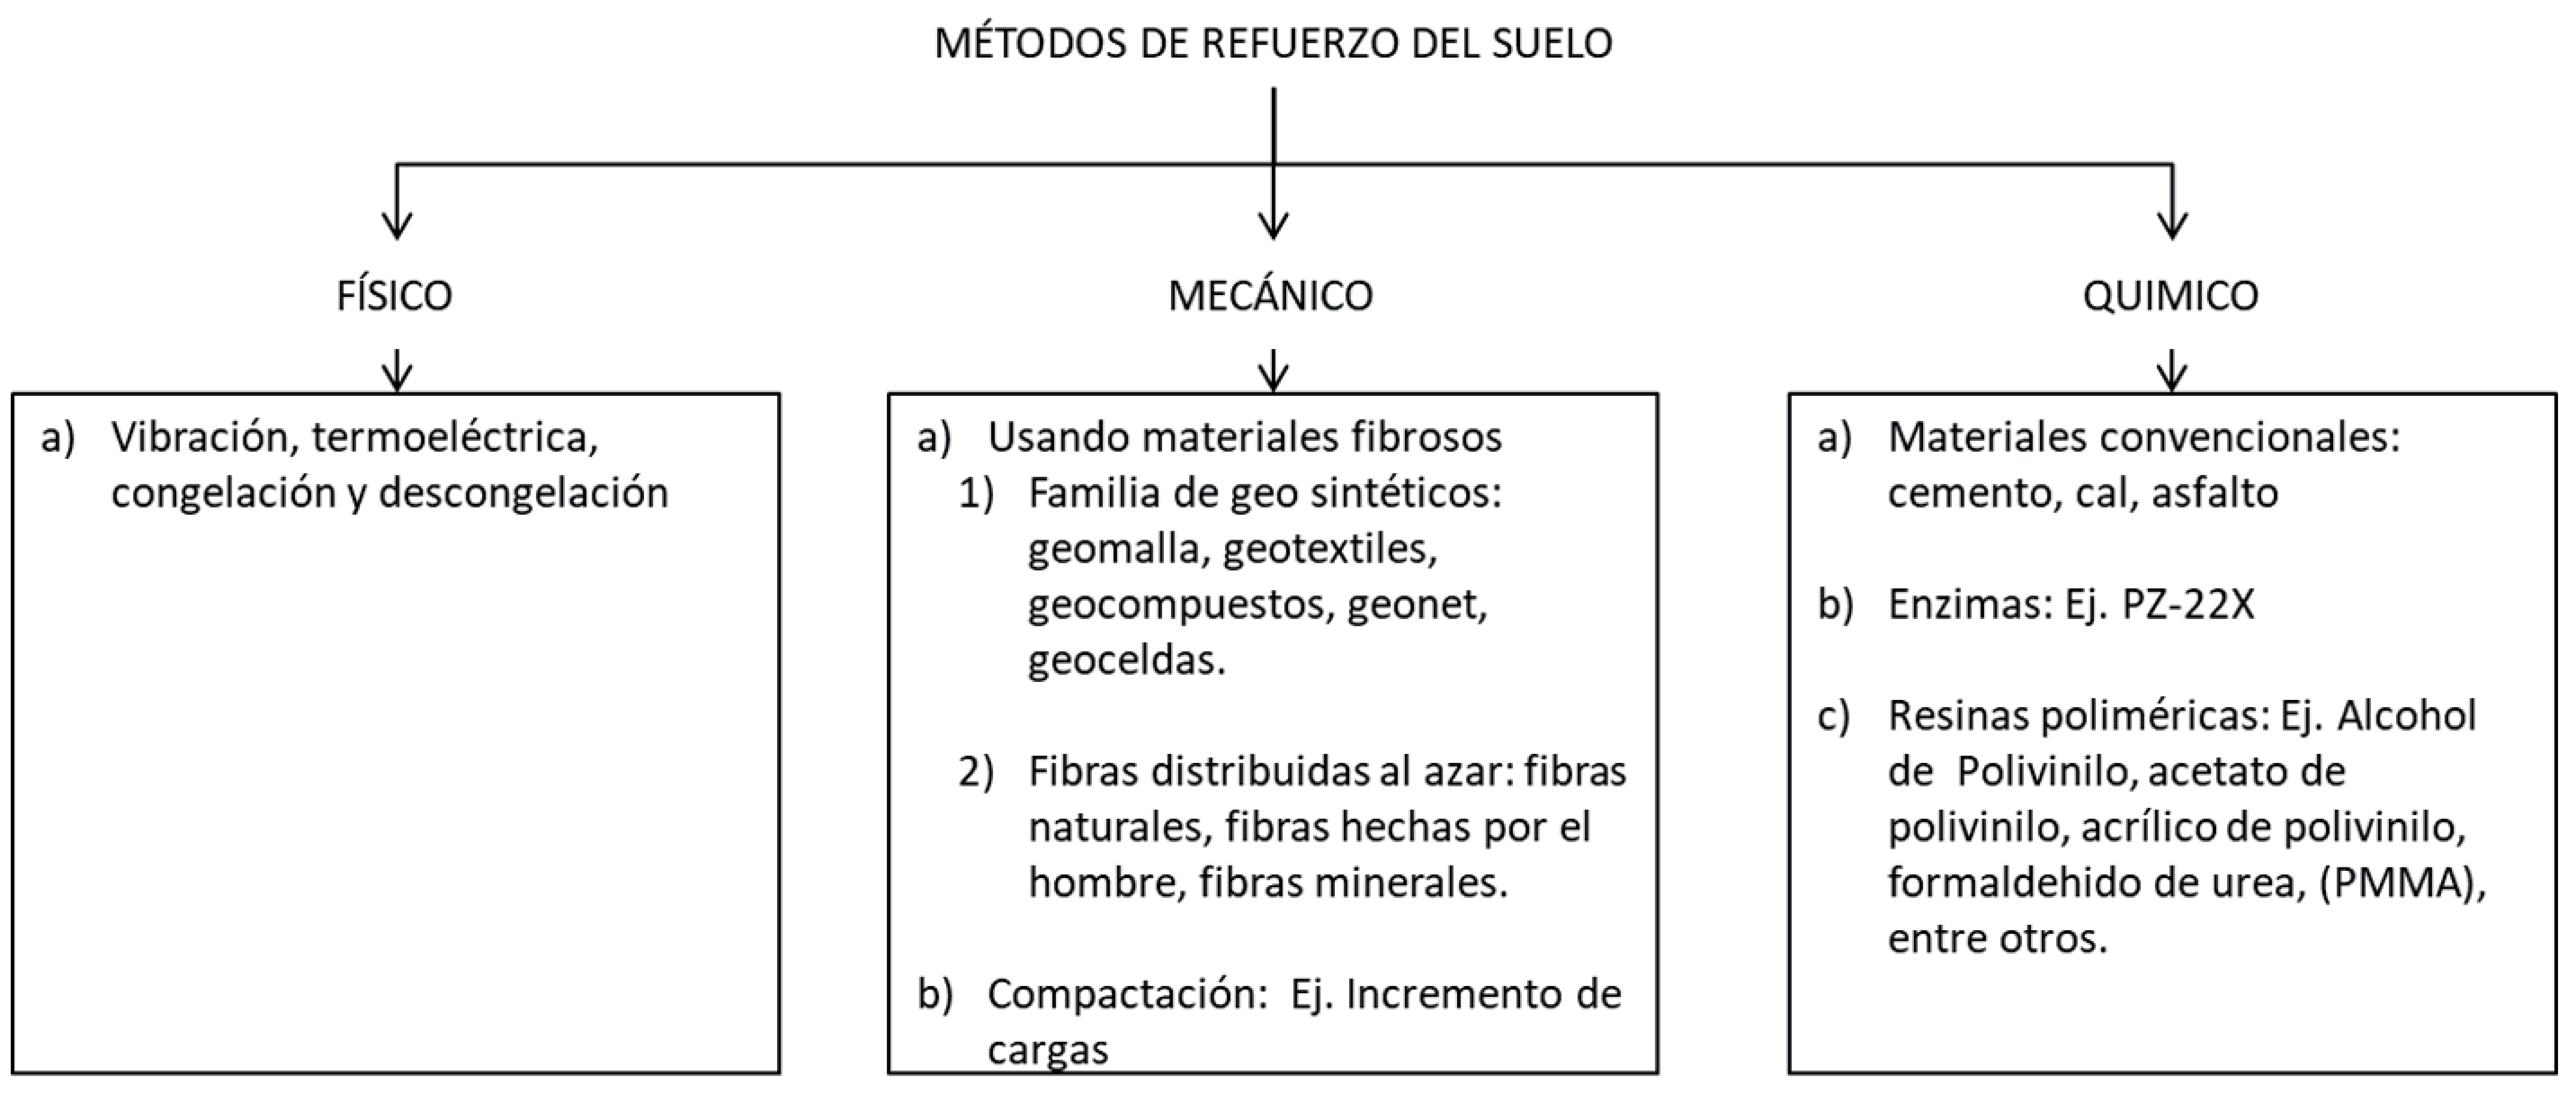 MÉTODOS DE REFUERZO DEL SUELO
FÍSICO
MECÁNICO
QUIMICO
a) Vibración, termoeléctrica,
congelación y descongelación
a) Usando materiales fibrosos
1) Familia de geo sintéticos:
geomalla, geotextiles,
geocompuestos, geonet,
geoceldas.
2) Fibras distribuidas al azar: fibras
naturales, fibras hechas por el
hombre, fibras minerales.
b) Compactación: Ej. Incremento de
cargas
a) Materiales convencionales:
cemento, cal, asfalto
b) Enzimas: Ej. PZ-22X
c) Resinas poliméricas: Ej. Alcohol
de Polivinilo, acetato de
polivinilo, acrílico de polivinilo,
formaldehido de urea, (PMMA),
entre otros.